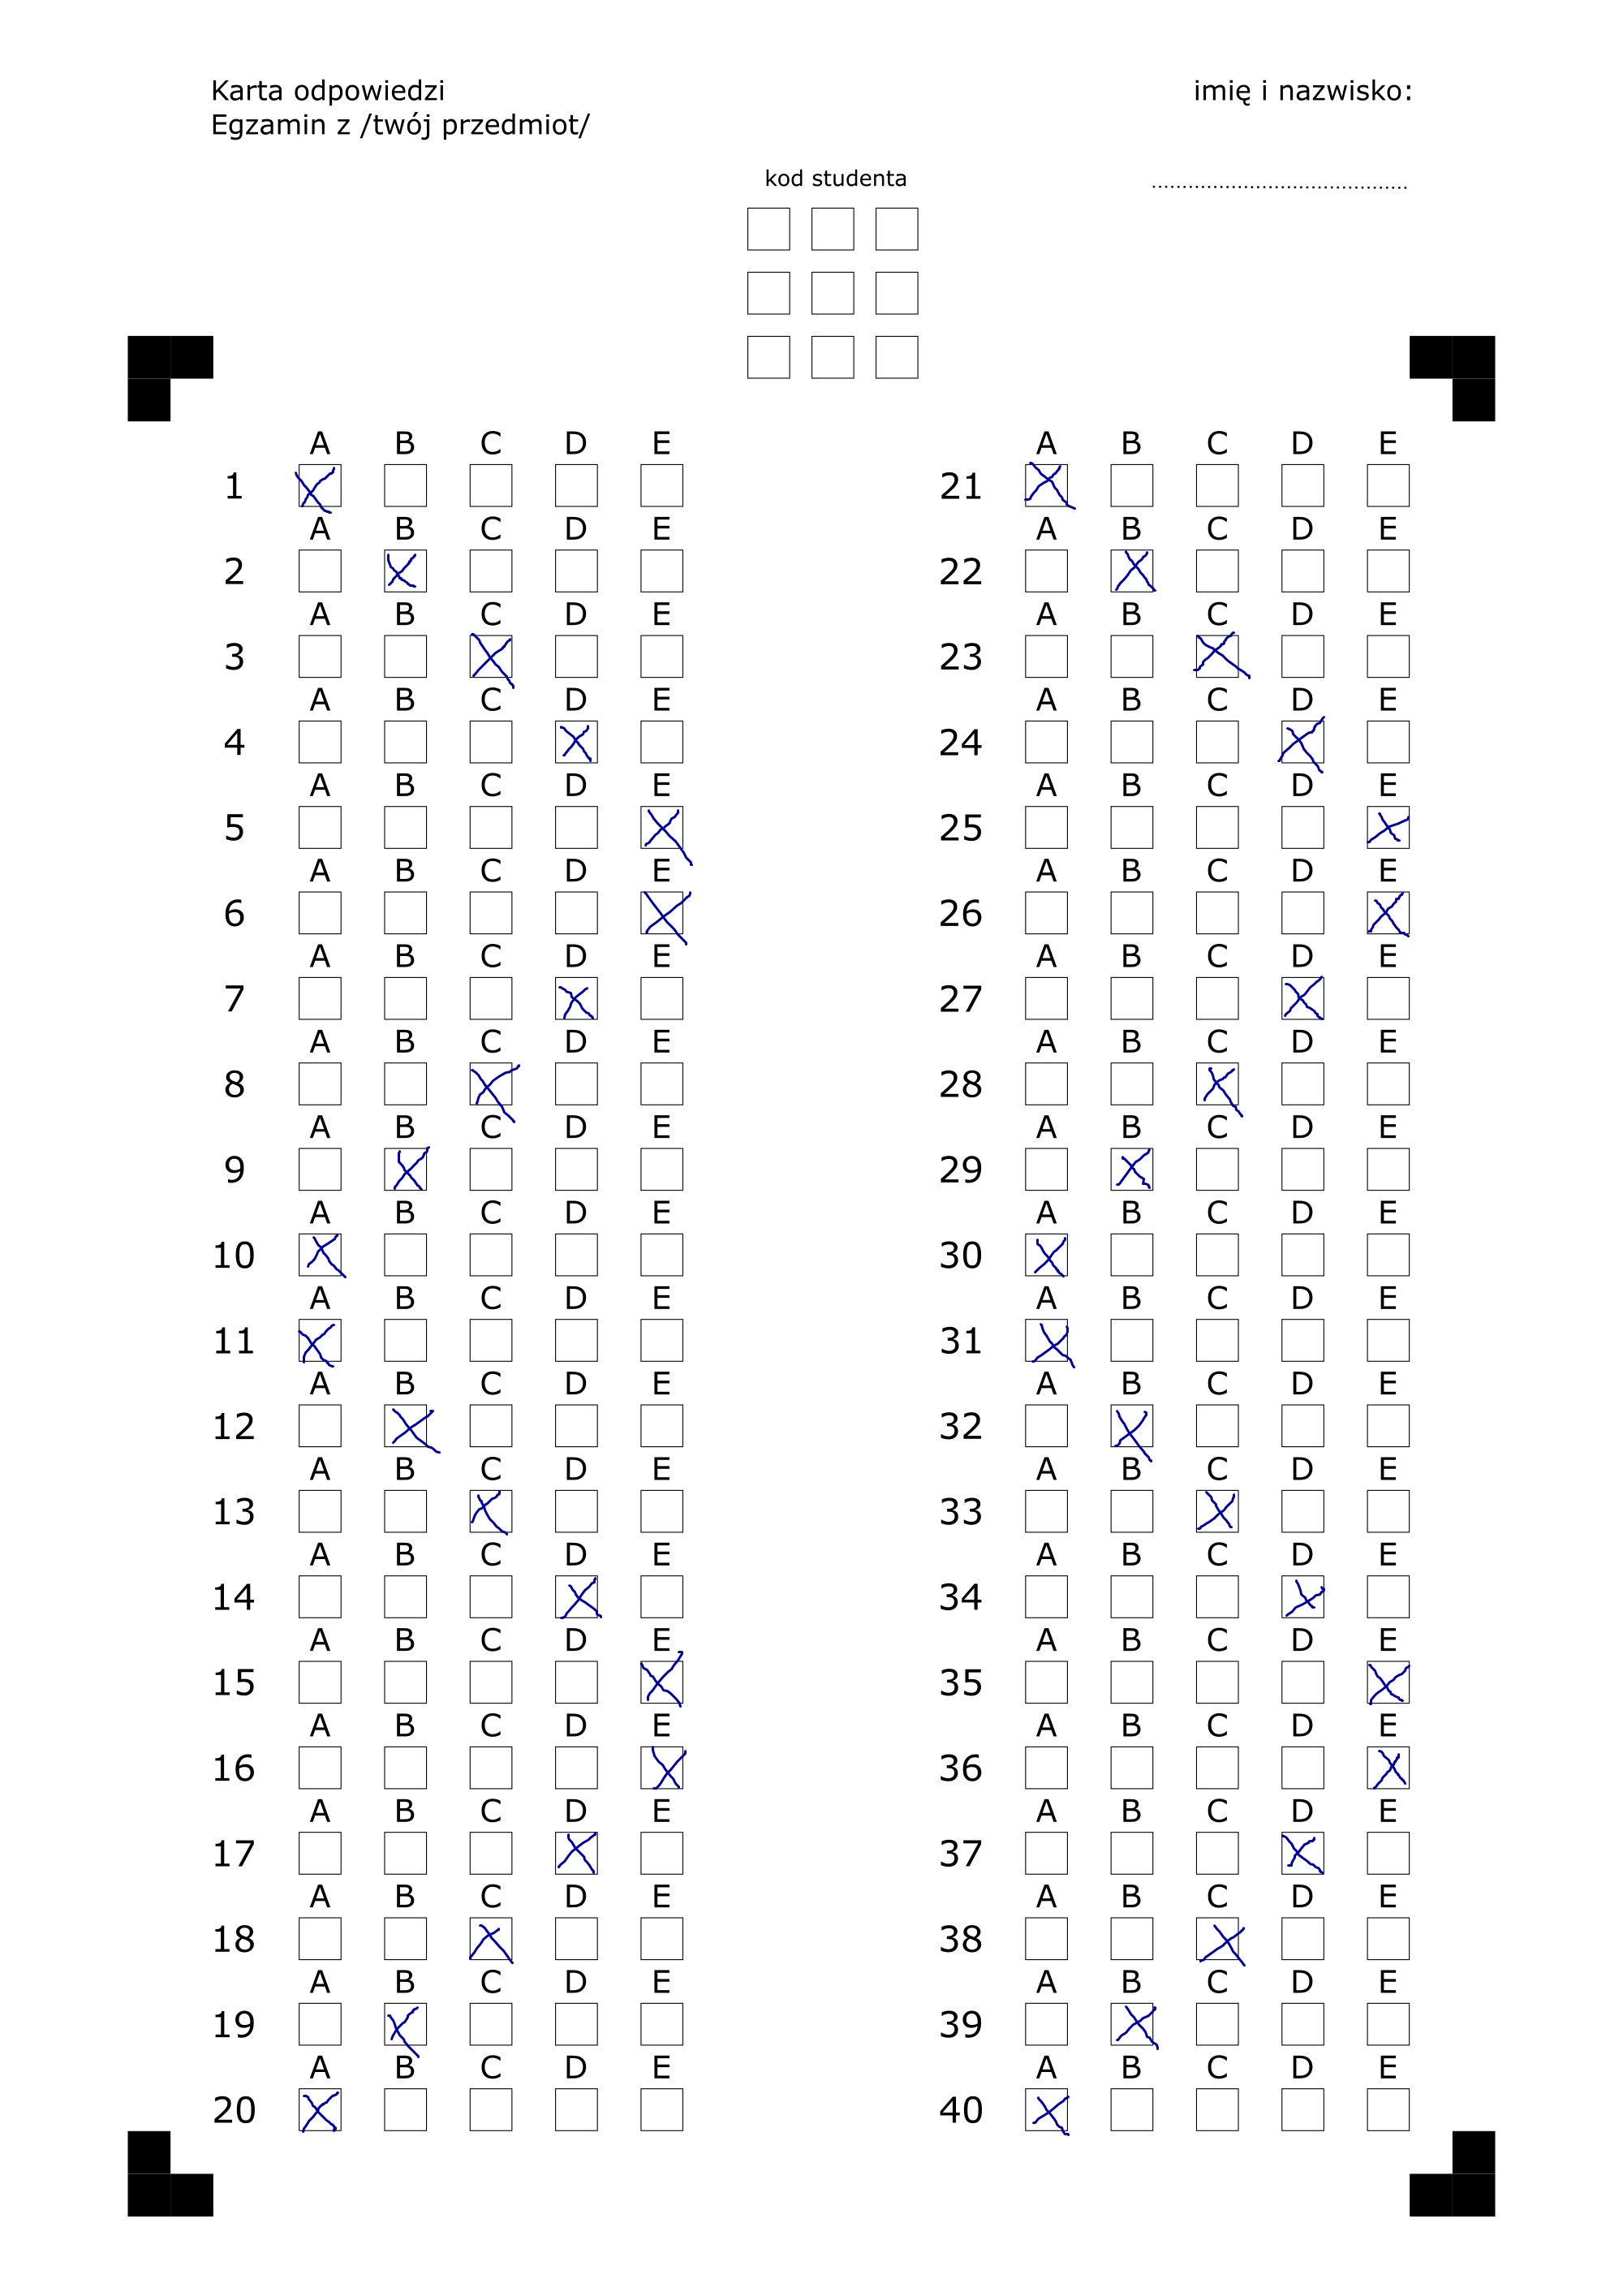 Karta odpowiedzi
Egzamin z /twój przedmiot/
imię i nazwisko:
kod studenta
.............................................
A B C D E
1
A B C D E
2
A B C D E
3
A B C D E
4
A B C D E
5
A B C D E
6
A B C D E
7
A B C D E
8
A B C D E
9
A B C D E
10
A B C D E
11
A B C D E
12
A B C D E
13
A B C D E
14
A B C D E
15
A B C D E
16
A B C D E
17
A B C D E
18
A B C D E
19
A B C D E
20
A B C D E
21
A B C D E
22
A B C D E
23
A B C D E
24
A B C D E
25
A B C D E
26
A B C D E
27
A B C D E
28
A B C D E
29
A B C D E
30
A B C D E
31
A B C D E
32
A B C D E
33
A B C D E
34
A B C D E
35
A B C D E
36
A B C D E
37
A B C D E
38
A B C D E
39
A B C D E
40